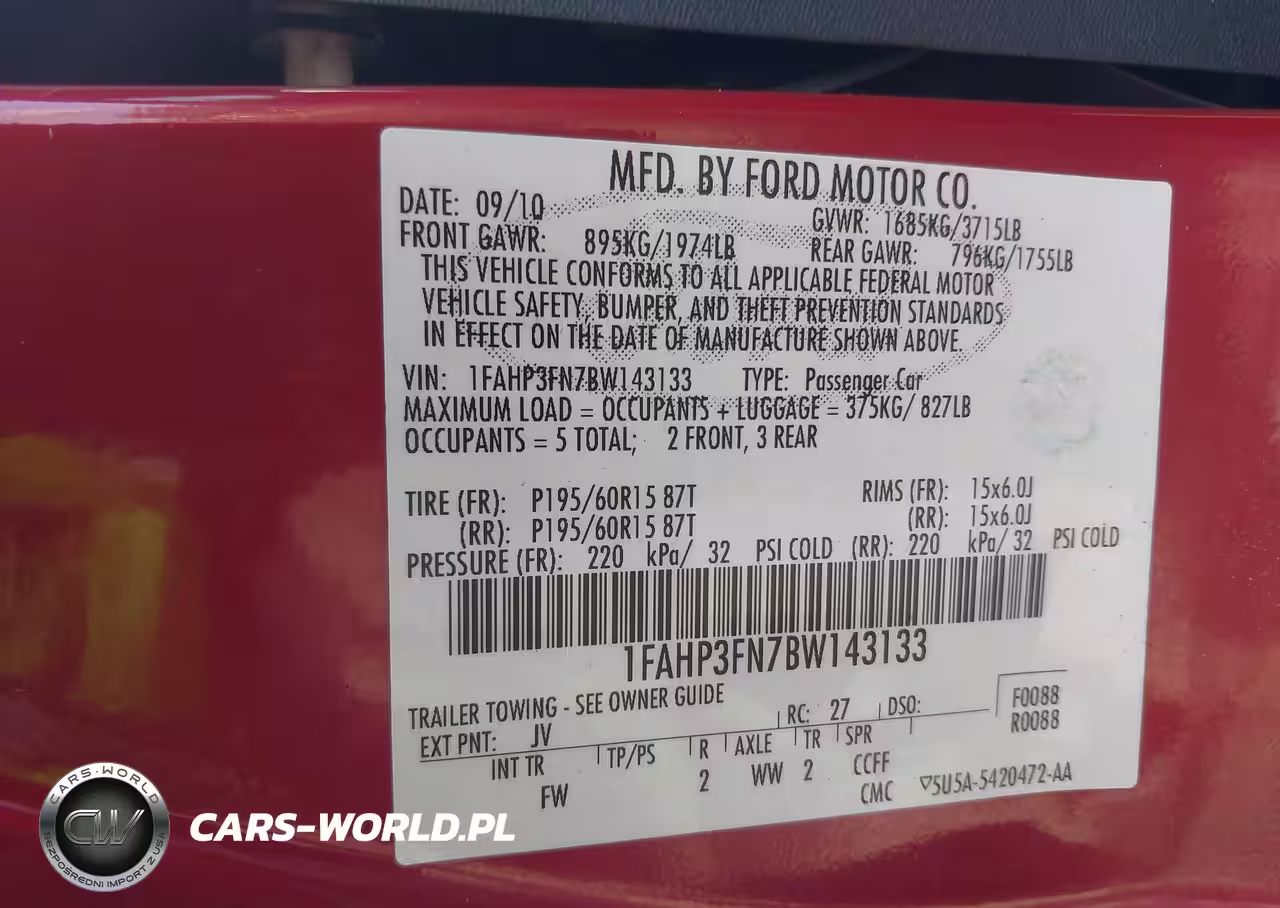 MFD. BY FORD MOTOR CO.
DATE: 09/10 GVWR: 1685KG/3715LB
FRONT GAWR: 895KG/1974LB REAR GAWR: 796KG/1755LB
THIS VEHICLE CONFORMS TO ALL APPLICABLE FEDERAL MOTOR
VEHICLE SAFETY, BUMPER, AND THEFT PREVENTION STANDARDS
IN EFFECT ON THE DATE OF MANUFACTURE SHOWN ABOVE.
VIN: 1FAHP3FN7BW143133 TYPE: Passenger Car
MAXIMUM LOAD = OCCUPANTS + LUGGAGE = 375KG/ 827LB
OCCUPANTS = 5 TOTAL; 2 FRONT, 3 REAR
TIRE (FR): P195/60R15 87T RIMS (FR): 15x6.0J
(RR): P195/60R15 87T (RR): 15x6.0J
PRESSURE (FR): 220 kPa/ 32 PSI COLD (RR): 220 kPa/ 32 PSI COLD
1FAHP3FN7BW143133
TRAILER TOWING - SEE OWNER GUIDE
EXT PNT: JV RC: 27 DSO: F0088
R0088
INT TR TP/PS R AXLE TR SPR
FW 2 WW 2 CCFF
CMC ▽5U5A-5420472-AA
CARS-WORLD
CW
BEZPOŚREDNI IMPORT Z USA
CARS-WORLD.PL